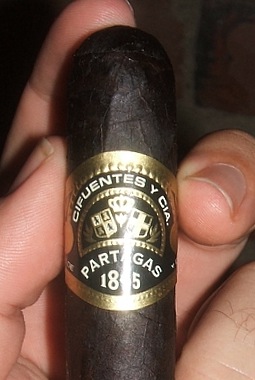 CIFUENTES Y CIA.
PARTAGAS
1845